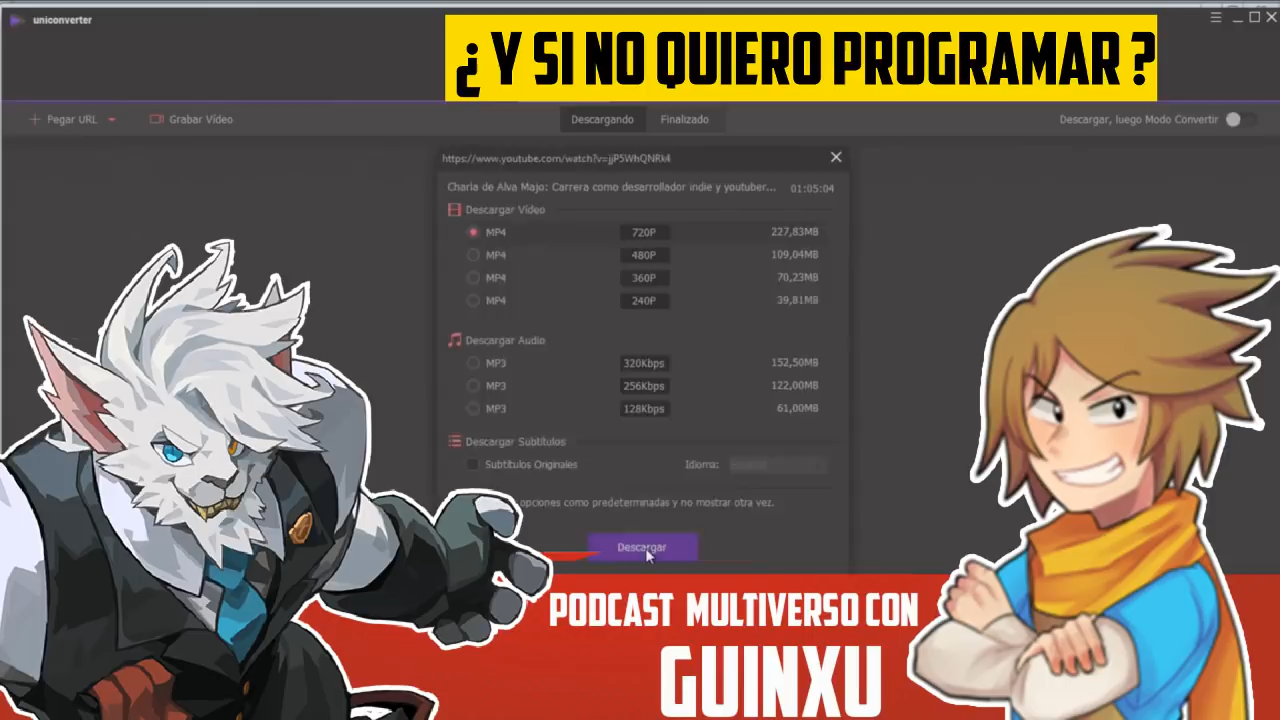 uniconverter
¿ Y SI NO QUIERO PROGRAMAR ?
Pegar URL
Grabar Vídeo
Descargando
Finalizado
Descargar, luego Modo Convertir
https://www.youtube.com/watch?v=jjP5WhQNRk4
Charla de Alva Majo: Carrera como desarrollador indie y youtuber... 01:05:04
Descargar Vídeo
MP4 720P 227,83MB
MP4 480P 109,04MB
MP4 360P 70,23MB
MP4 240P 39,81MB
Descargar Audio
MP3 320Kbps 152,50MB
MP3 256Kbps 122,00MB
MP3 128Kbps 61,00MB
Descargar Subtítulos
Subtítulos Originales Idioma:
opciones como predeterminadas y no mostrar otra vez.
Descargar
PODCAST MULTIVERSO CON
GUINXU